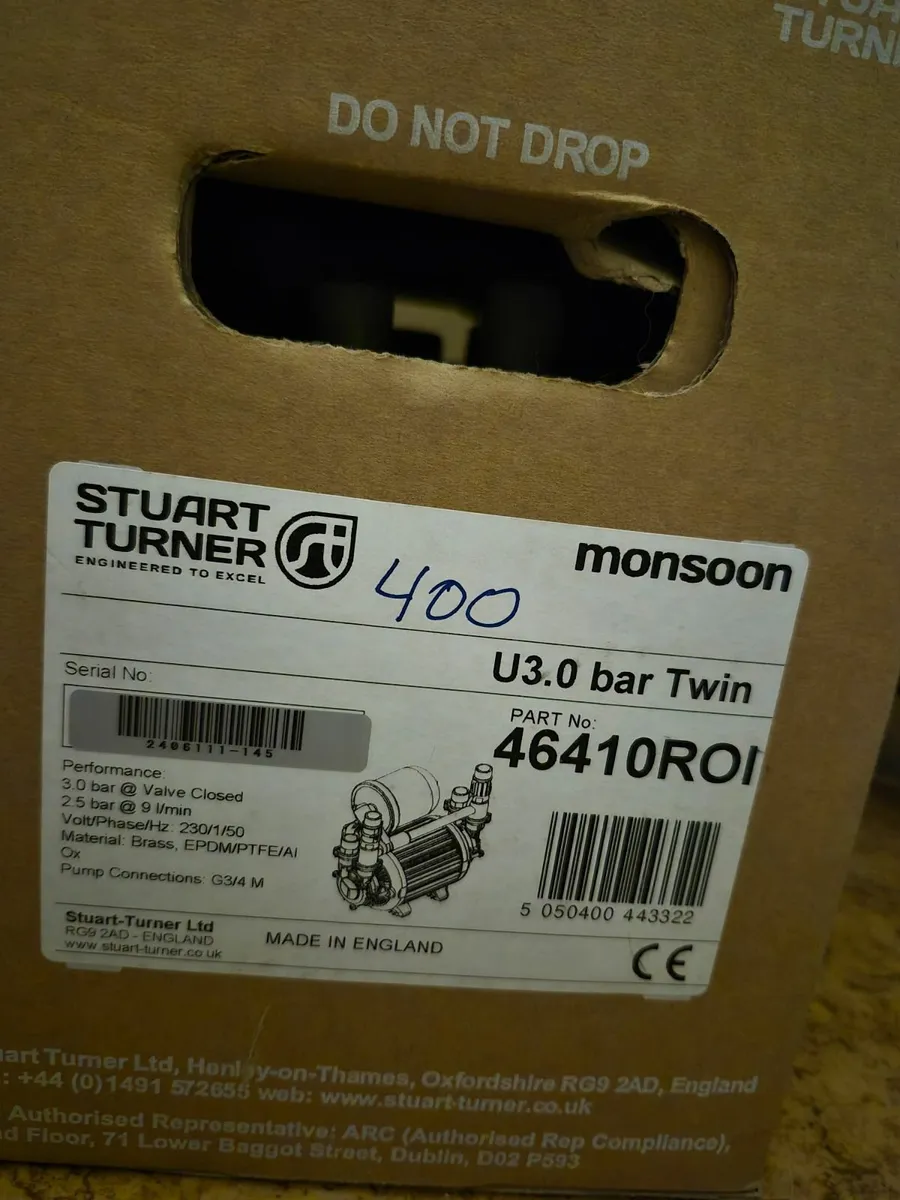 TURN
DO NOT DROP
STUART
TURNER
ENGINEERED TO EXCEL
400
monsoon
U3.0 bar Twin
Serial No:
2406111-145
PART No:
46410ROI
Performance:
3.0 bar @ Valve Closed
2.5 bar @ 9 l/min
Volt/Phase/Hz: 230/1/50
Material: Brass, EPDM/PTFE/Al
Ox
Pump Connections: G3/4 M
5 050400 443322
Stuart-Turner Ltd
RG9 2AD - ENGLAND
www.stuart-turner.co.uk
MADE IN ENGLAND
CE
art Turner Ltd, Henley-on-Thames, Oxfordshire RG9 2AD, England
: +44 (0)1491 572655 web: www.stuart-turner.co.uk
Authorised Representative: ARC (Authorised Rep Compliance),
d Floor, 71 Lower Baggot Street, Dublin, D02 P593